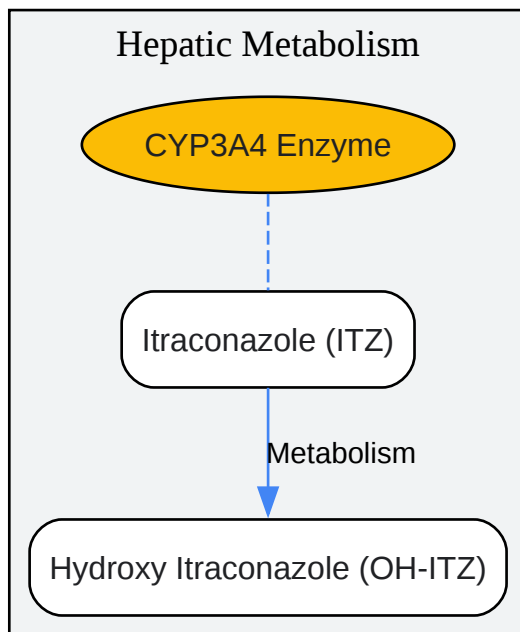 Hepatic Metabolism
CYP3A4 Enzyme
Itraconazole (ITZ)
Metabolism
Hydroxy Itraconazole (OH-ITZ)